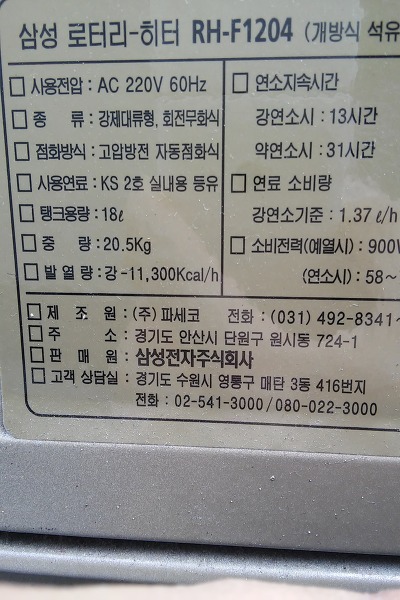 삼성 로터리-히터 RH-F1204 (개방식 석유
□ 사용전압 : AC 220V 60Hz
□ 종 류 : 강제대류형, 회전무화식
□ 점화방식 : 고압방전 자동점화식
□ 사용연료 : KS 2호 실내용 등유
□ 탱크용량 : 18ℓ
□ 중 량 : 20.5Kg
□ 발 열 량 : 강-11,300Kcal/h
□ 연소지속시간
강연소시 : 13시간
약연소시 : 31시간
□ 연료 소비량
강연소기준 : 1.37 ℓ/h
□ 소비전력(예열시) : 900W
(연소시) : 58~
□ 제 조 원 : (주) 파세코 전화 : (031) 492-8341~
□ 주 소 : 경기도 안산시 단원구 원시동 724-1
□ 판 매 원 : 삼성전자주식회사
□ 고객 상담실 : 경기도 수원시 영통구 매탄 3동 416번지
전화 : 02-541-3000/080-022-3000